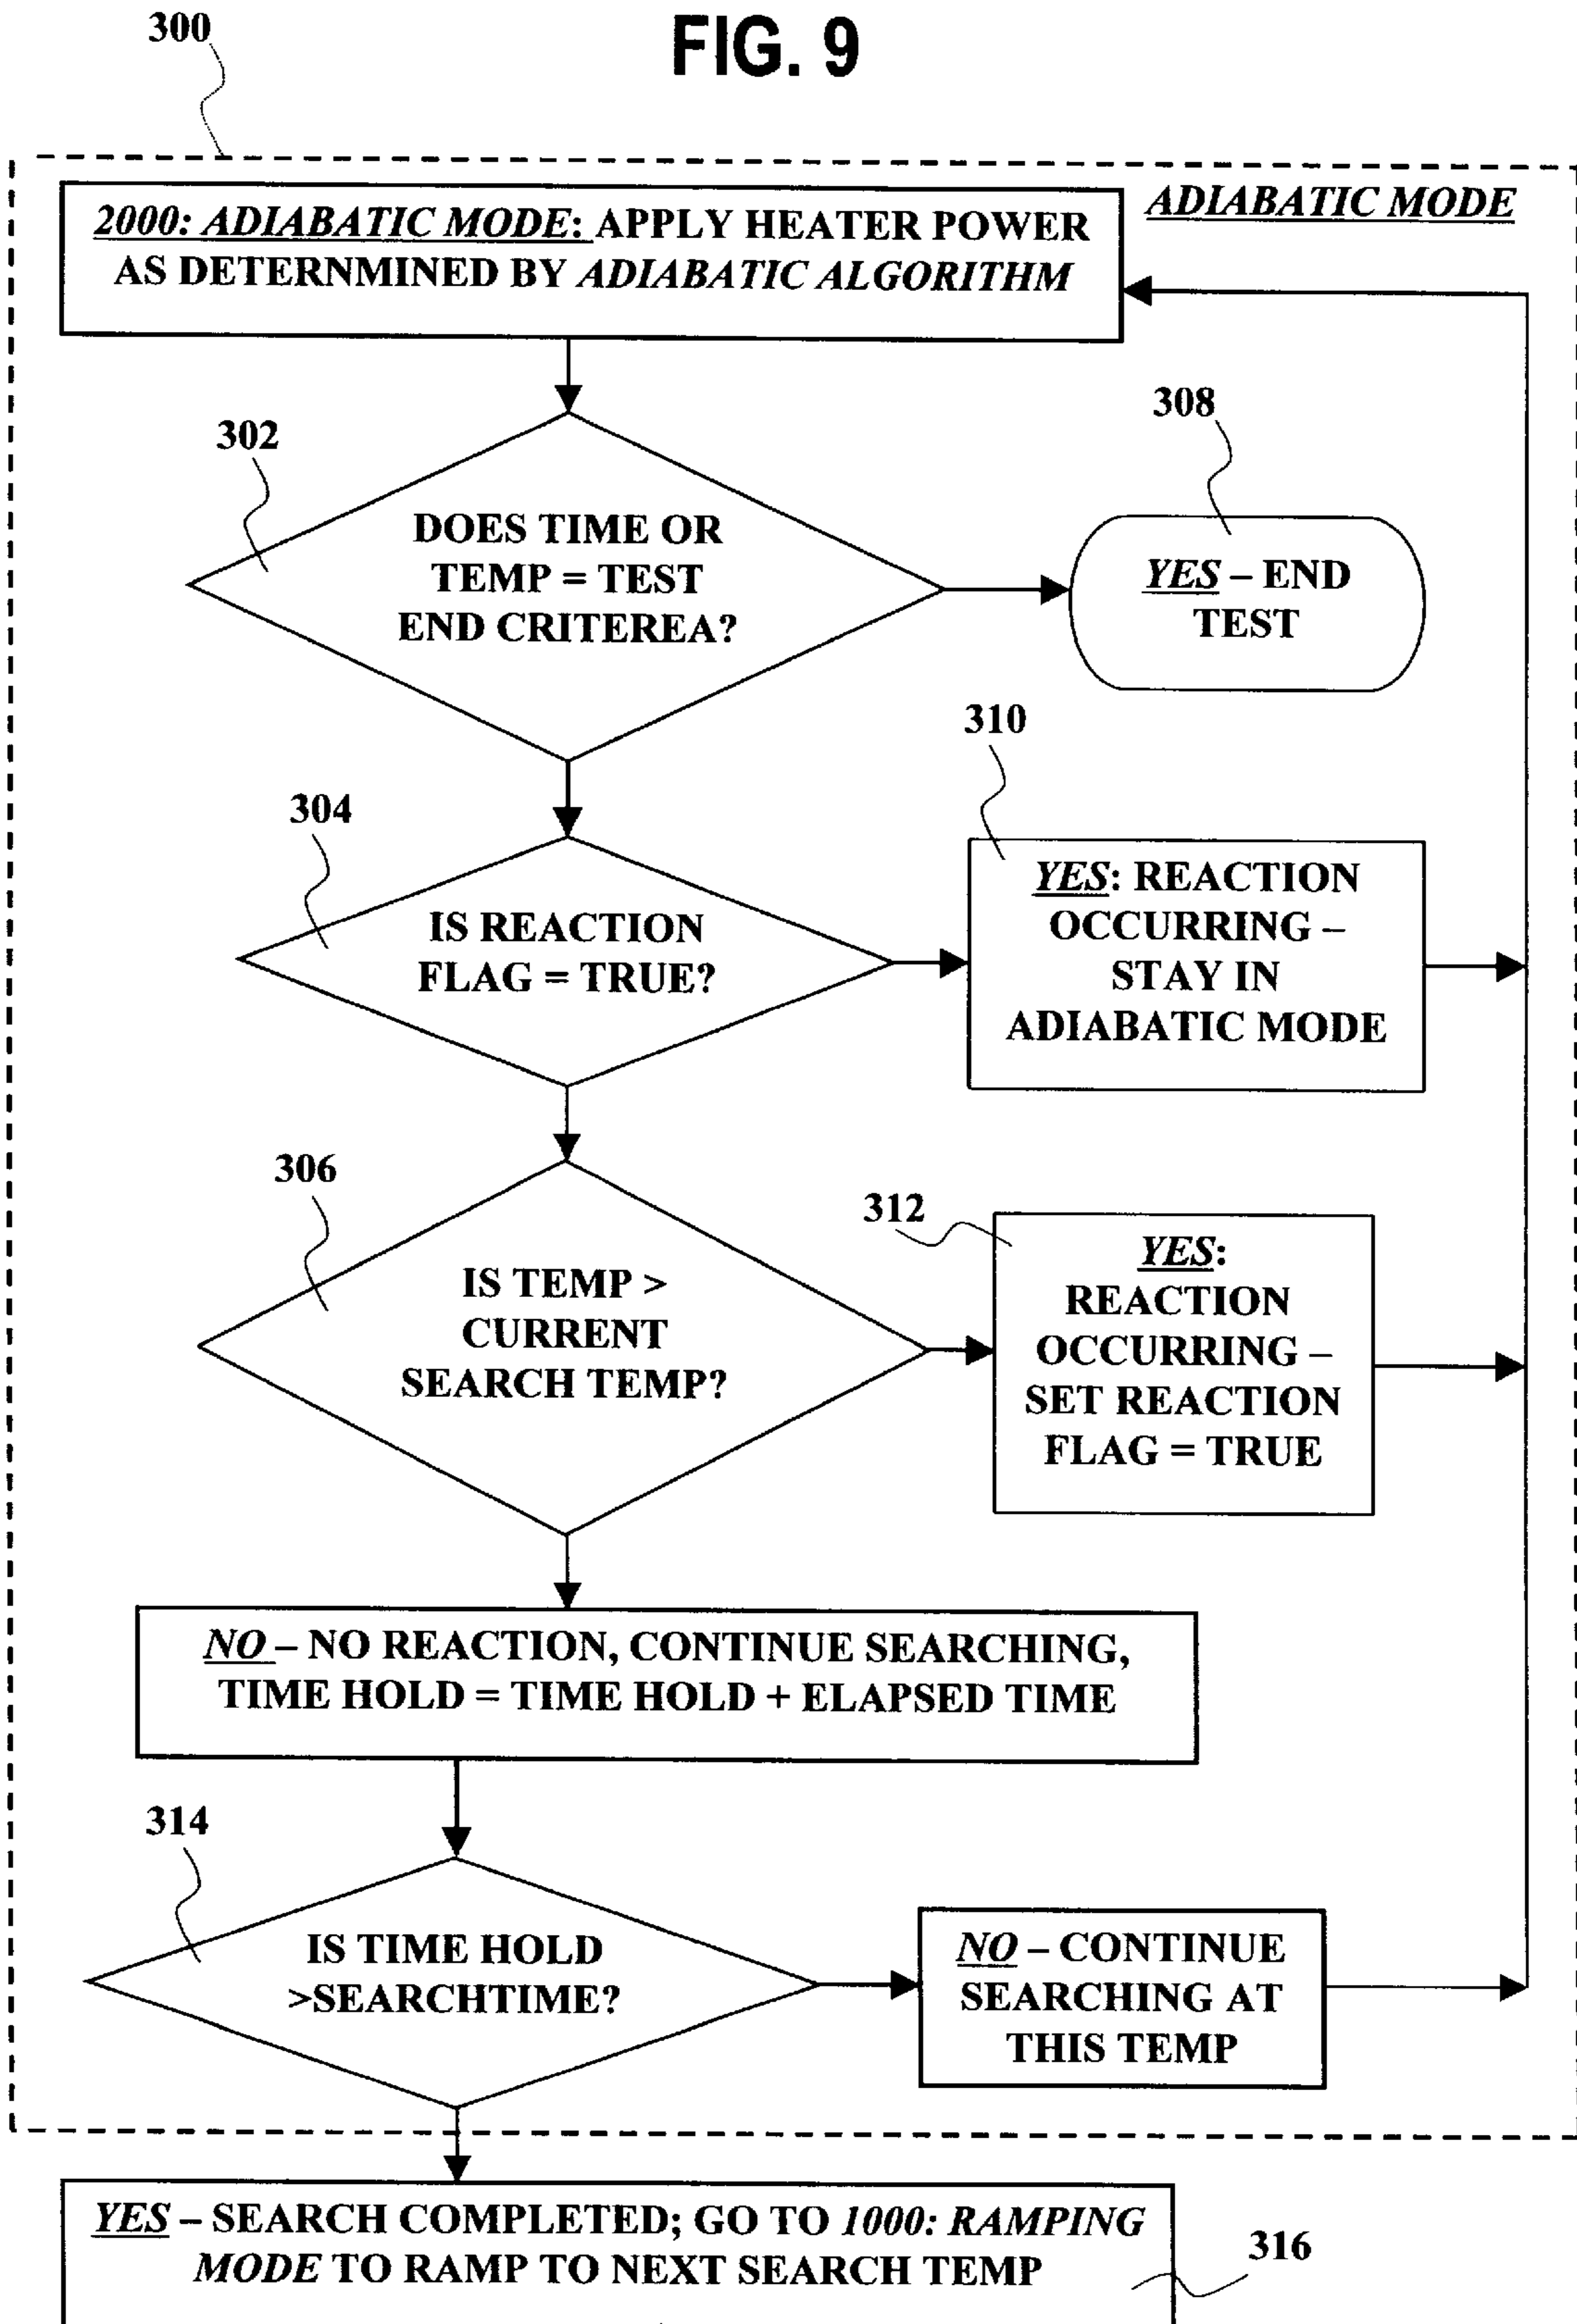 FIG. 9
300
ADIABATIC MODE
2000: ADIABATIC MODE: APPLY HEATER POWER
AS DETERNMINED BY ADIABATIC ALGORITHM
302
DOES TIME OR
TEMP = TEST
END CRITEREA?
308
YES – END
TEST
304
IS REACTION
FLAG = TRUE?
310
YES: REACTION
OCCURRING –
STAY IN
ADIABATIC MODE
306
IS TEMP >
CURRENT
SEARCH TEMP?
312
YES:
REACTION
OCCURRING –
SET REACTION
FLAG = TRUE
NO – NO REACTION, CONTINUE SEARCHING,
TIME HOLD = TIME HOLD + ELAPSED TIME
314
IS TIME HOLD
>SEARCHTIME?
NO – CONTINUE
SEARCHING AT
THIS TEMP
YES – SEARCH COMPLETED; GO TO 1000: RAMPING
MODE TO RAMP TO NEXT SEARCH TEMP
316